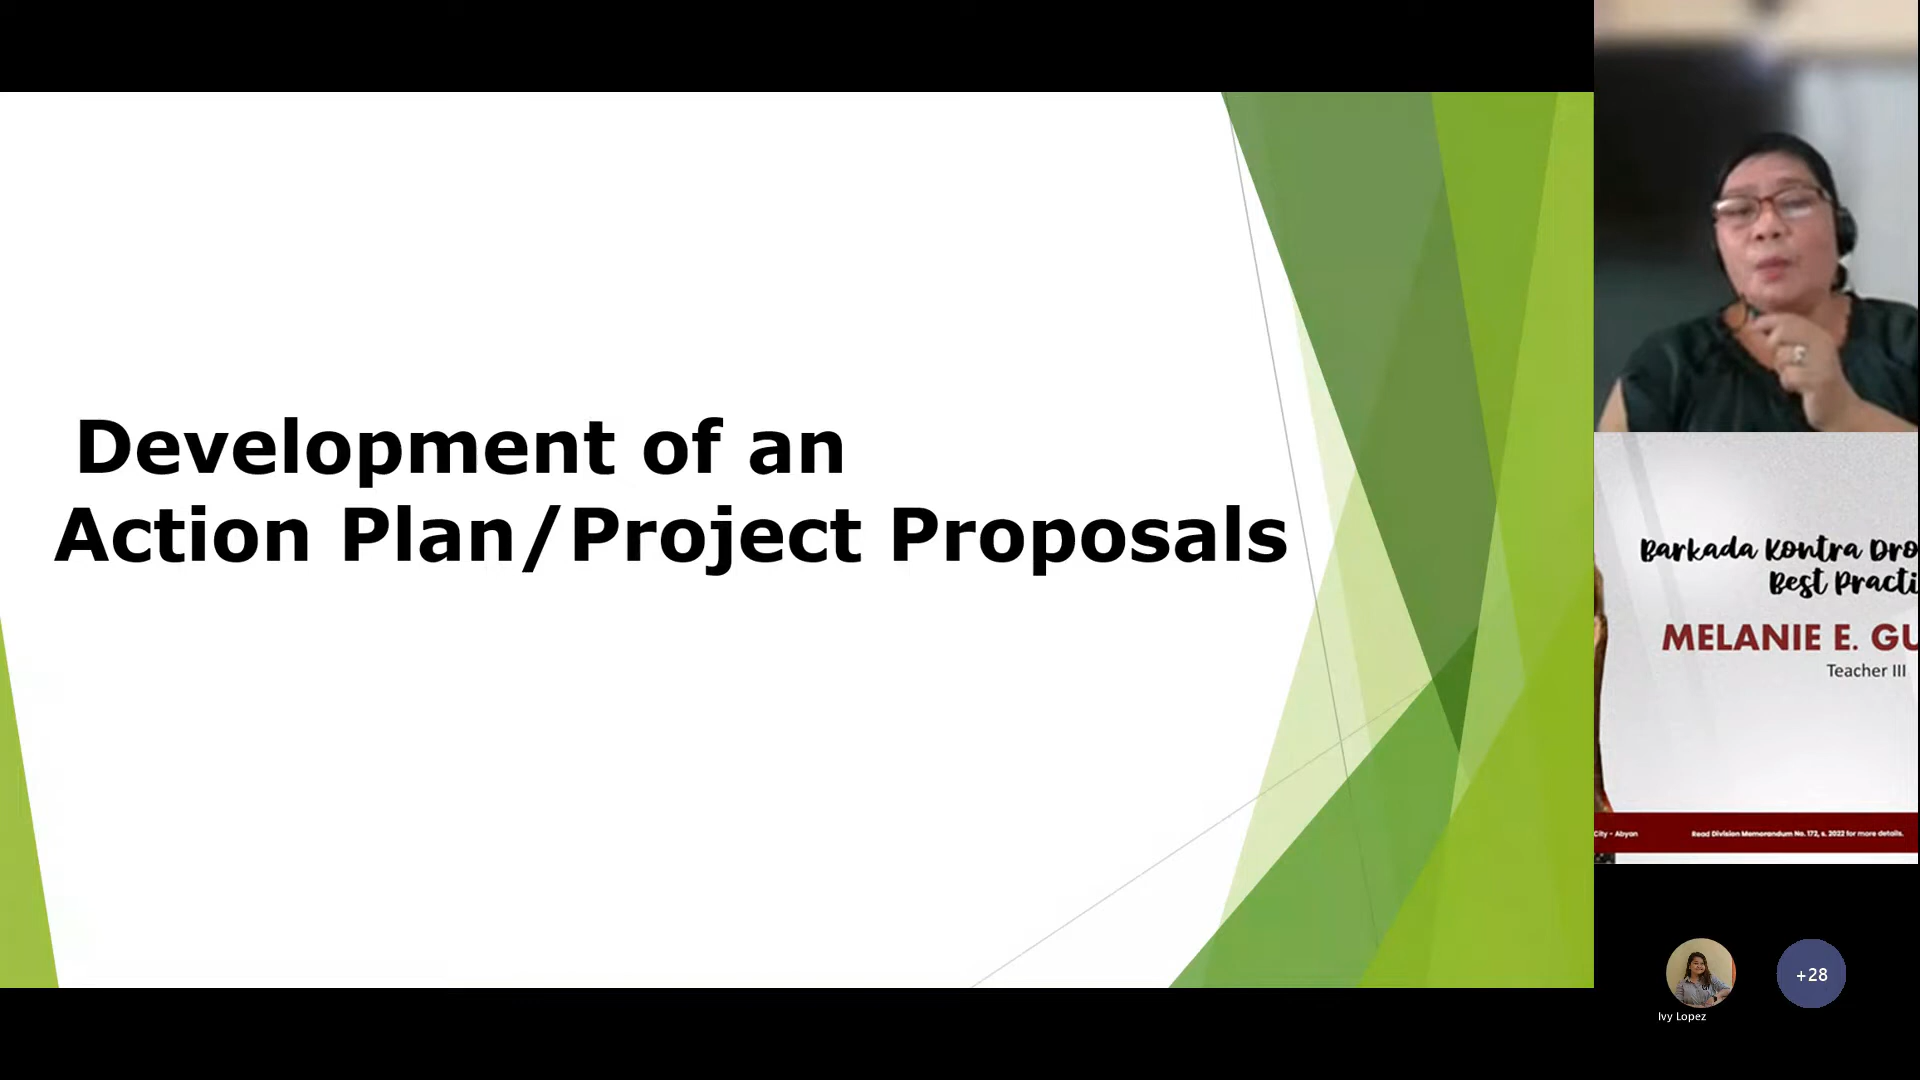 Development of an
Action Plan/Project Proposals
Barkada Kontra Dro
Best Practi
MELANIE E. GU
Teacher III
City - Abyan
Read Division Memorandum No. 172, s. 2022 for more details.
+28
Ivy Lopez